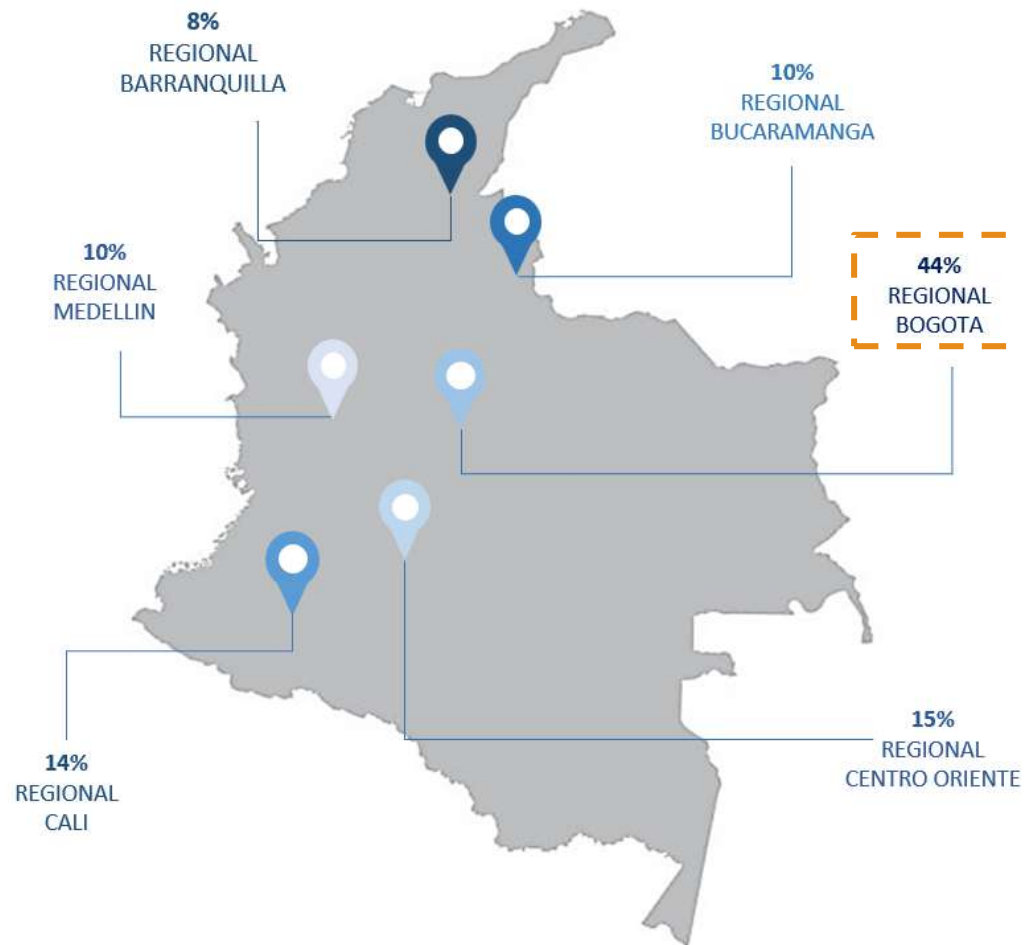 8%
REGIONAL
BARRANQUILLA
10%
REGIONAL
BUCARAMANGA
10%
REGIONAL
MEDELLIN
44%
REGIONAL
BOGOTA
14%
REGIONAL
CALI
15%
REGIONAL
CENTRO ORIENTE